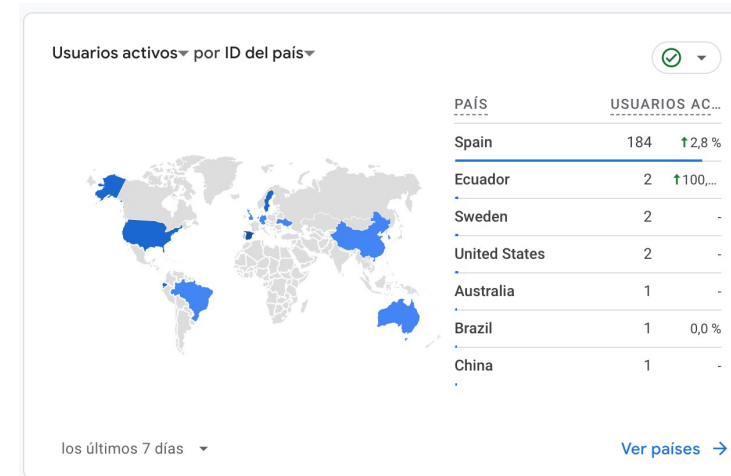 Usuarios activos por ID del país
PAÍS USUARIOS AC...
Spain 184 2,8 %
Ecuador 2 100,...
Sweden 2 -
United States 2 -
Australia 1 -
Brazil 1 0,0 %
China 1 -
los últimos 7 días Ver países